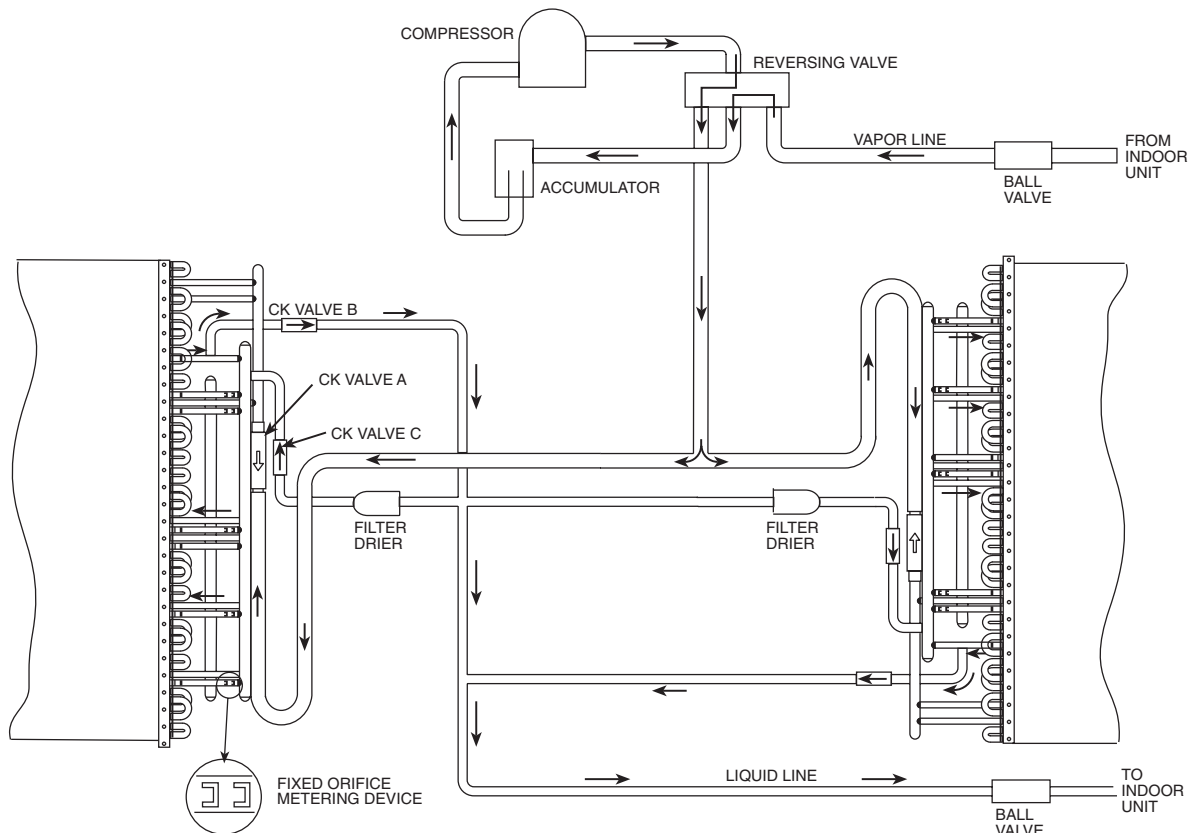 COMPRESSOR
REVERSING VALVE
VAPOR LINE
FROM
INDOOR
UNIT
ACCUMULATOR
BALL
VALVE
CK VALVE B
CK VALVE A
CK VALVE C
FILTER
DRIER
FILTER
DRIER
FIXED ORIFICE
METERING DEVICE
LIQUID LINE
TO
INDOOR
UNIT
BALL
VALVE